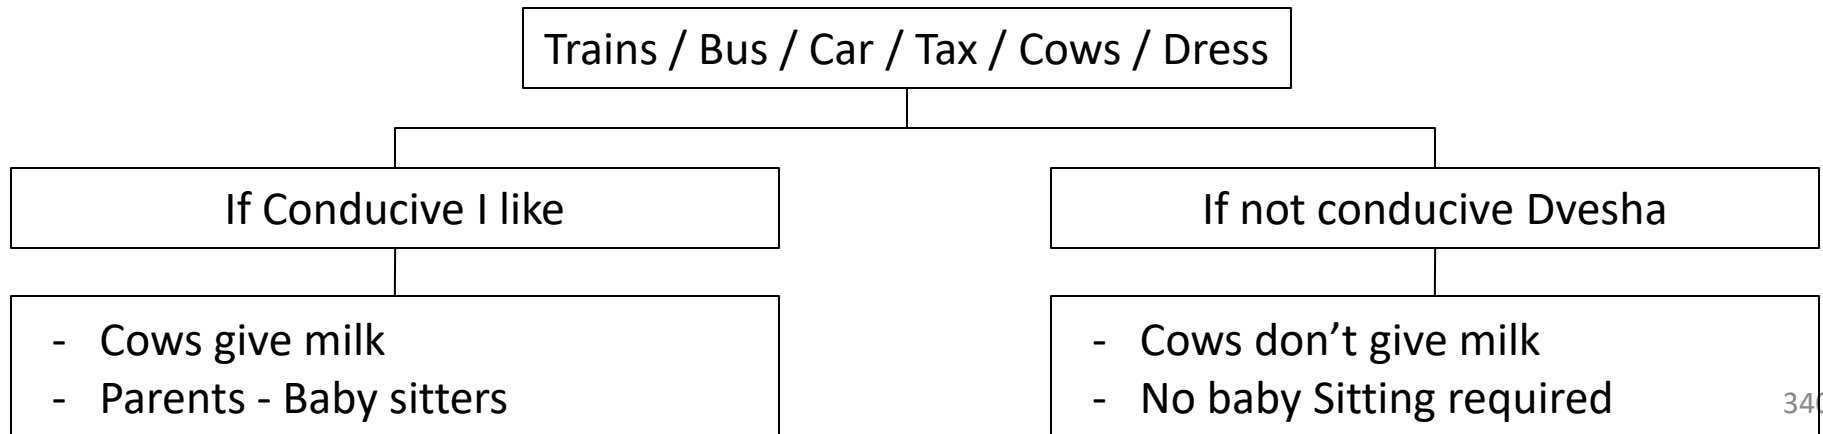 Trains / Bus / Car / Tax / Cows / Dress
If Conducive I like
If not conducive Dvesha
- Cows give milk
- Parents - Baby sitters
- Cows don’t give milk
- No baby Sitting required
340